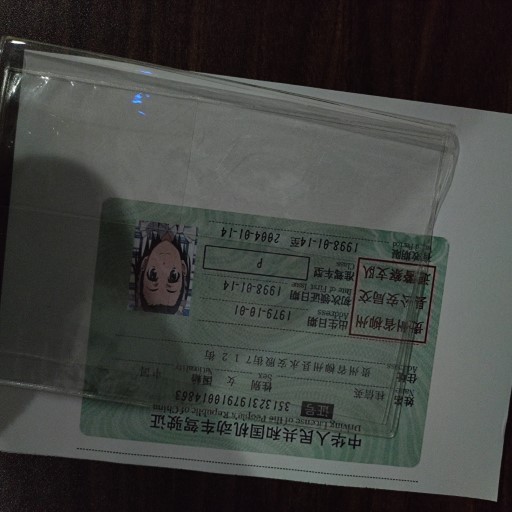 中华人民共和国机动车驾驶证
Driving License of the People's Republic of China
证号 351323197910014863
姓名 桂信英 性别 女 国籍 中国
Name Sex Nationality
住址 贵州省柳州县永安殷街712街
Address
贵州省柳州
县公安局交
通警察支队
出生日期 1979-10-01
Address
初次领证日期 1998-01-14
Date of First Issue
准驾车型 P
Class
有效期限 1998-01-14至 2004-01-14